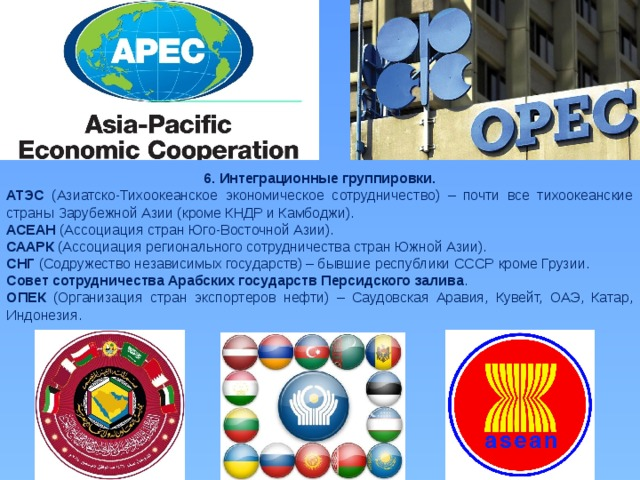 APEC
Asia-Pacific
Economic Cooperation
OPEC
6. Интеграционные группировки.
АТЭС (Азиатско-Тихоокеанское экономическое сотрудничество) – почти все тихоокеанские
страны Зарубежной Азии (кроме КНДР и Камбоджи).
АСЕАН (Ассоциация стран Юго-Восточной Азии).
СААРК (Ассоциация регионального сотрудничества стран Южной Азии).
СНГ (Содружество независимых государств) – бывшие республики СССР кроме Грузии.
Совет сотрудничества Арабских государств Персидского залива.
ОПЕК (Организация стран экспортеров нефти) – Саудовская Аравия, Кувейт, ОАЭ, Катар,
Индонезия.
asean